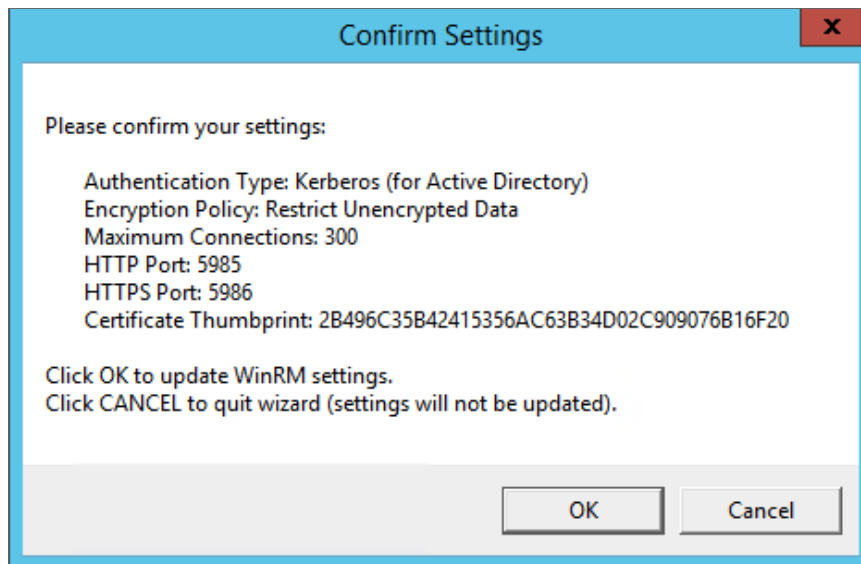 Confirm Settings
x
Please confirm your settings:
Authentication Type: Kerberos (for Active Directory)
Encryption Policy: Restrict Unencrypted Data
Maximum Connections: 300
HTTP Port: 5985
HTTPS Port: 5986
Certificate Thumbprint: 2B496C35B42415356AC63B34D02C909076B16F20
Click OK to update WinRM settings.
Click CANCEL to quit wizard (settings will not be updated).
OK
Cancel